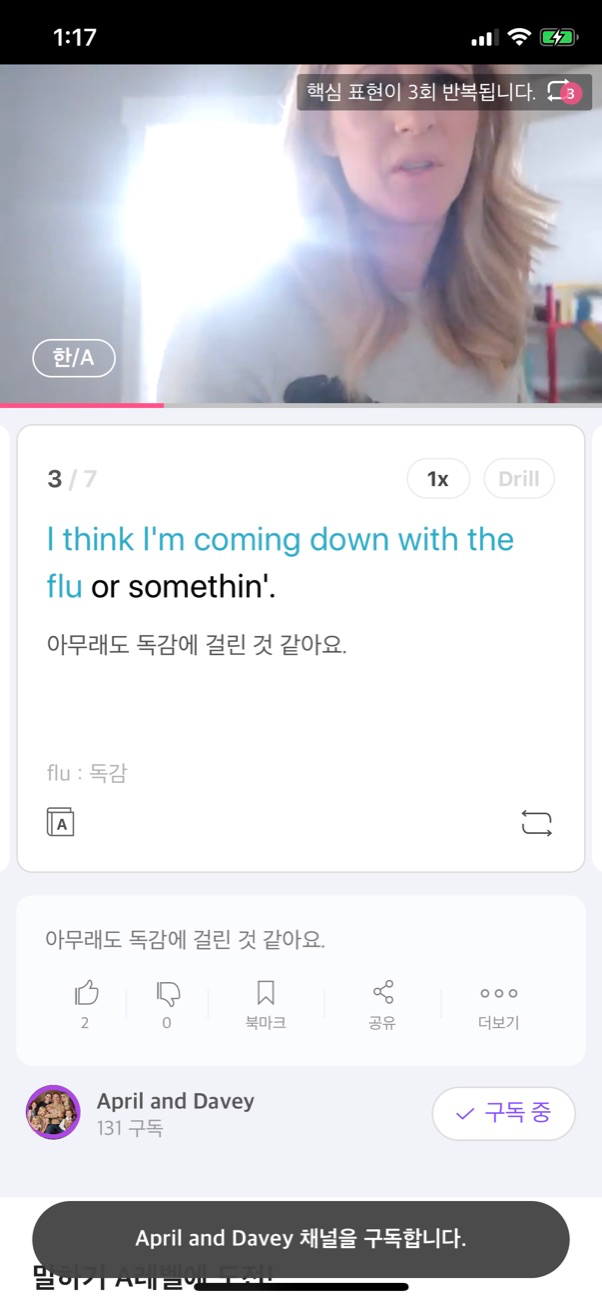 1:17
핵심 표현이 3회 반복됩니다. 3
한/A
3 / 7
1x
Drill
I think I'm coming down with the
flu or somethin'.
아무래도 독감에 걸린 것 같아요.
flu : 독감
A
아무래도 독감에 걸린 것 같아요.
2
0
북마크
공유
더보기
April and Davey
131 구독
구독 중
April and Davey 채널을 구독합니다.
말하기 A레벨에 도전!